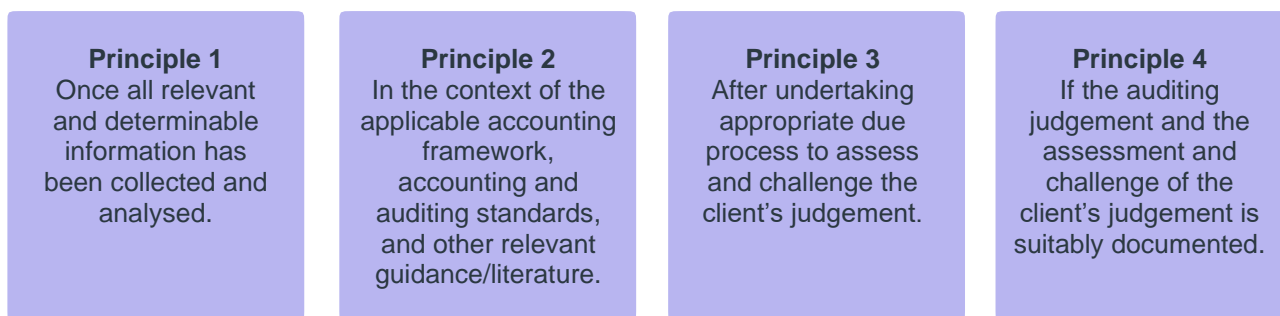 Principle 1
Once all relevant
and determinable
information has
been collected and
analysed.
Principle 2
In the context of the
applicable accounting
framework,
accounting and
auditing standards,
and other relevant
guidance/literature.
Principle 3
After undertaking
appropriate due
process to assess
and challenge the
client’s judgement.
Principle 4
If the auditing
judgement and the
assessment and
challenge of the
client’s judgement is
suitably documented.